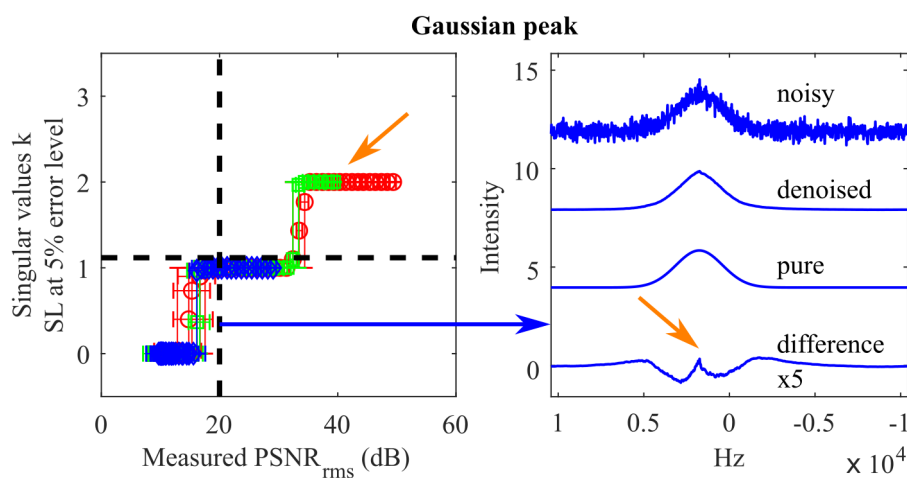 Gaussian peak
Singular values k
SL at 5% error level
3
2
1
0
0
20
40
60
Measured PSNRrms (dB)
Intensity
15
10
5
0
noisy
denoised
pure
difference
x5
1
0.5
0
-0.5
-1
Hz
x 10^4